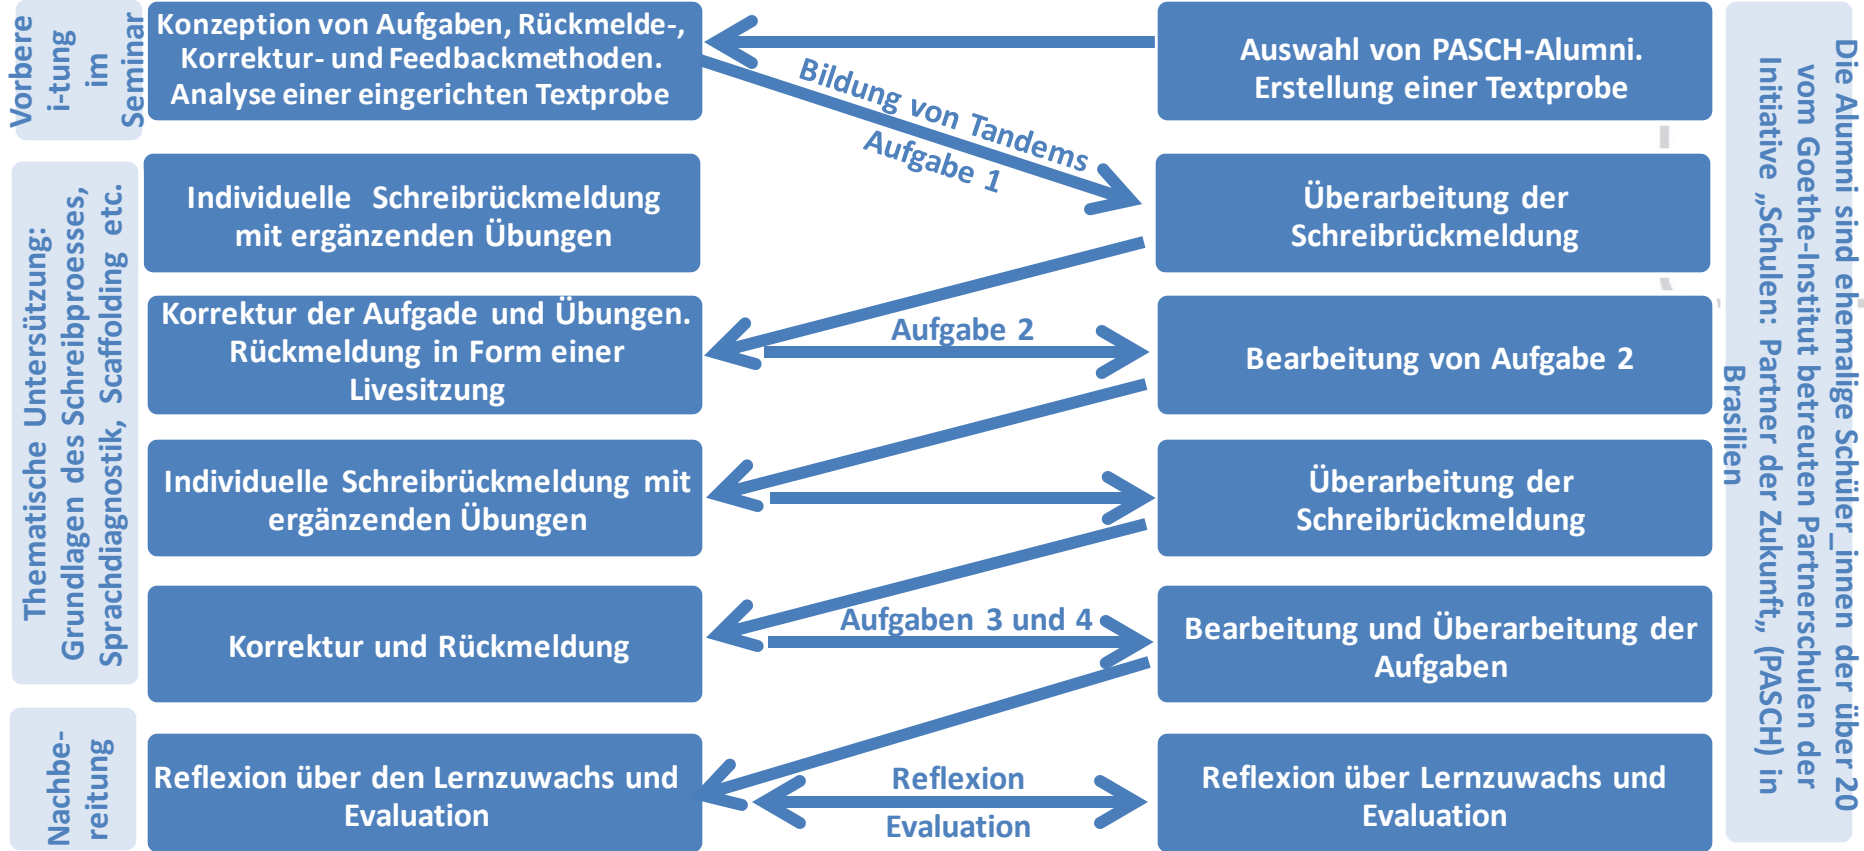 Vorbere
i-tung
im
Seminar
Konzeption von Aufgaben, Rückmelde-,
Korrektur- und Feedbackmethoden.
Analyse einer eingerichten Textprobe
Auswahl von PASCH-Alumni.
Erstellung einer Textprobe
Bildung von Tandems
Aufgabe 1
Thematische Untersützung:
Grundlagen des Schreibproesses,
Sprachdiagnostik, Scaffolding etc.
Individuelle Schreibrückmeldung
mit ergänzenden Übungen
Überarbeitung der
Schreibrückmeldung
Korrektur der Aufgade und Übungen.
Rückmeldung in Form einer
Livesitzung
Aufgabe 2
Bearbeitung von Aufgabe 2
Individuelle Schreibrückmeldung mit
ergänzenden Übungen
Überarbeitung der
Schreibrückmeldung
Korrektur und Rückmeldung
Aufgaben 3 und 4
Bearbeitung und Überarbeitung der
Aufgaben
Nachbe-
reitung
Reflexion über den Lernzuwachs und
Evaluation
Reflexion
Evaluation
Reflexion über Lernzuwachs und
Evaluation
Die Alumni sind ehemalige Schüler_innen der über 20
vom Goethe-Institut betreuten Partnerschulen der
Initiative „Schulen: Partner der Zukunft„ (PASCH) in
Brasilien